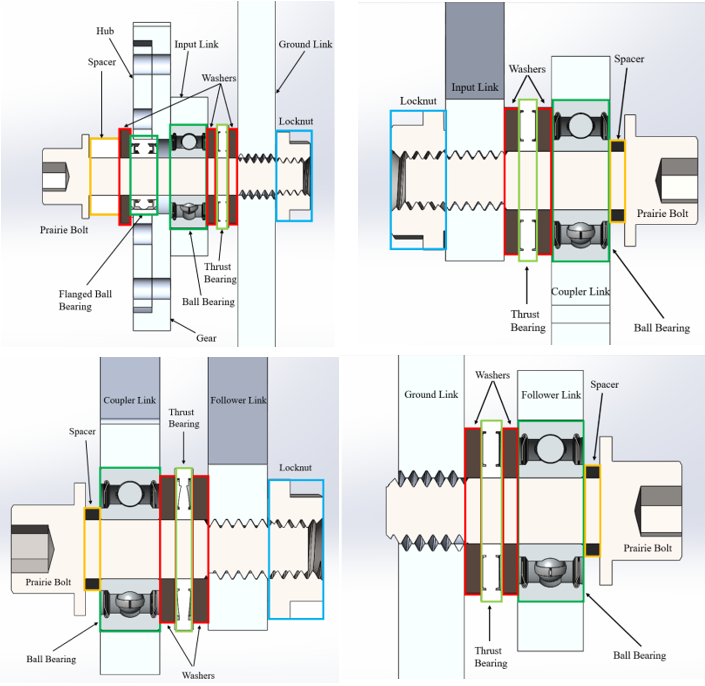 Hub
Input Link
Ground Link
Spacer
Washers
Locknut
Prairie Bolt
Thrust
Bearing
Flanged Ball
Bearing
Ball Bearing
Gear
Input Link
Washers
Spacer
Locknut
Prairie Bolt
Coupler Link
Thrust
Bearing
Ball Bearing
Coupler Link
Thrust
Bearing
Follower Link
Spacer
Locknut
Prairie Bolt
Ball Bearing
Washers
Ground Link
Washers
Follower Link
Spacer
Prairie Bolt
Thrust
Bearing
Ball Bearing